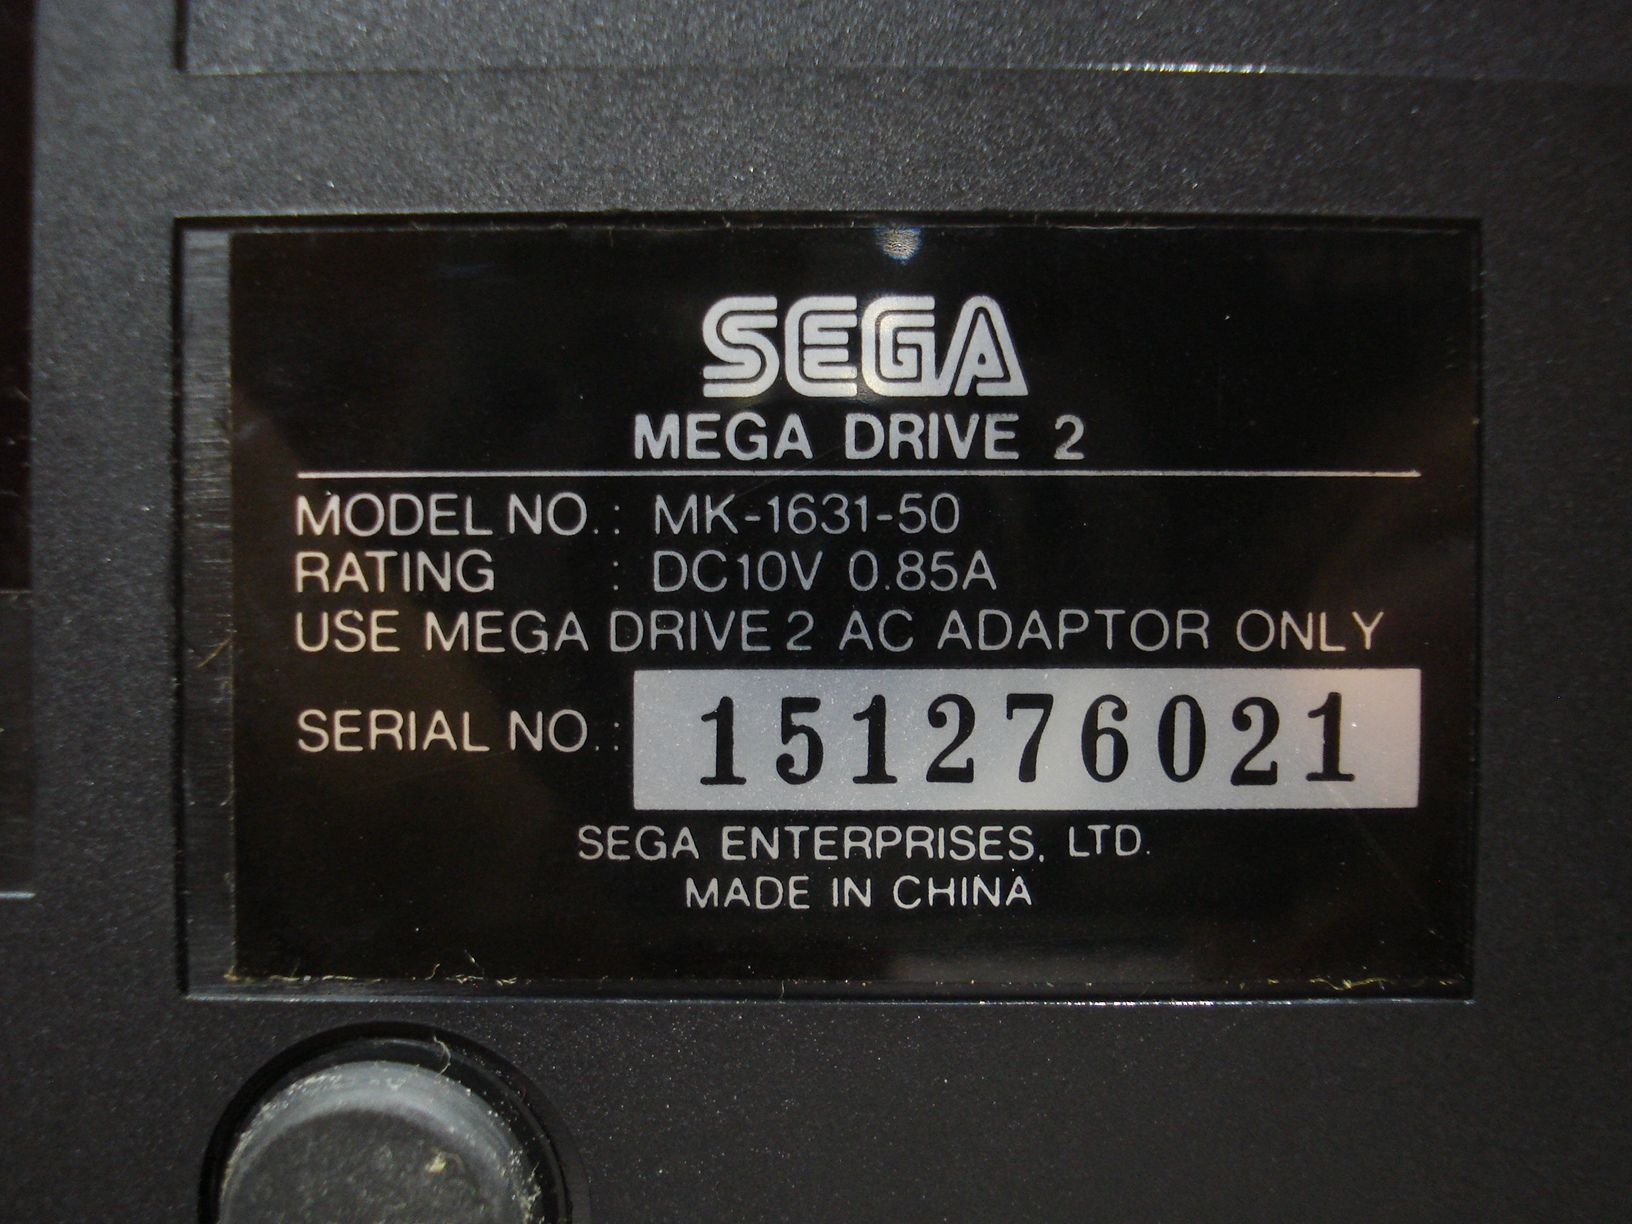 SEGA
MEGA DRIVE 2
MODEL NO. : MK-1631-50
RATING : DC10V 0.85A
USE MEGA DRIVE 2 AC ADAPTOR ONLY
SERIAL NO. : 151276021
SEGA ENTERPRISES, LTD.
MADE IN CHINA